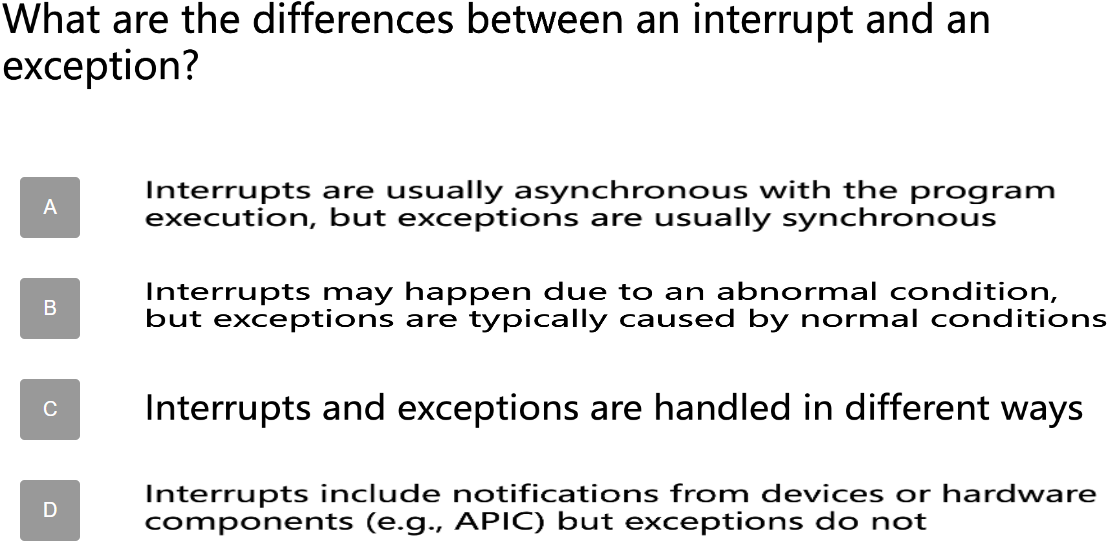 What are the differences between an interrupt and an
exception?
A
Interrupts are usually asynchronous with the program
execution, but exceptions are usually synchronous
B
Interrupts may happen due to an abnormal condition,
but exceptions are typically caused by normal conditions
C
Interrupts and exceptions are handled in different ways
D
Interrupts include notifications from devices or hardware
components (e.g., APIC) but exceptions do not